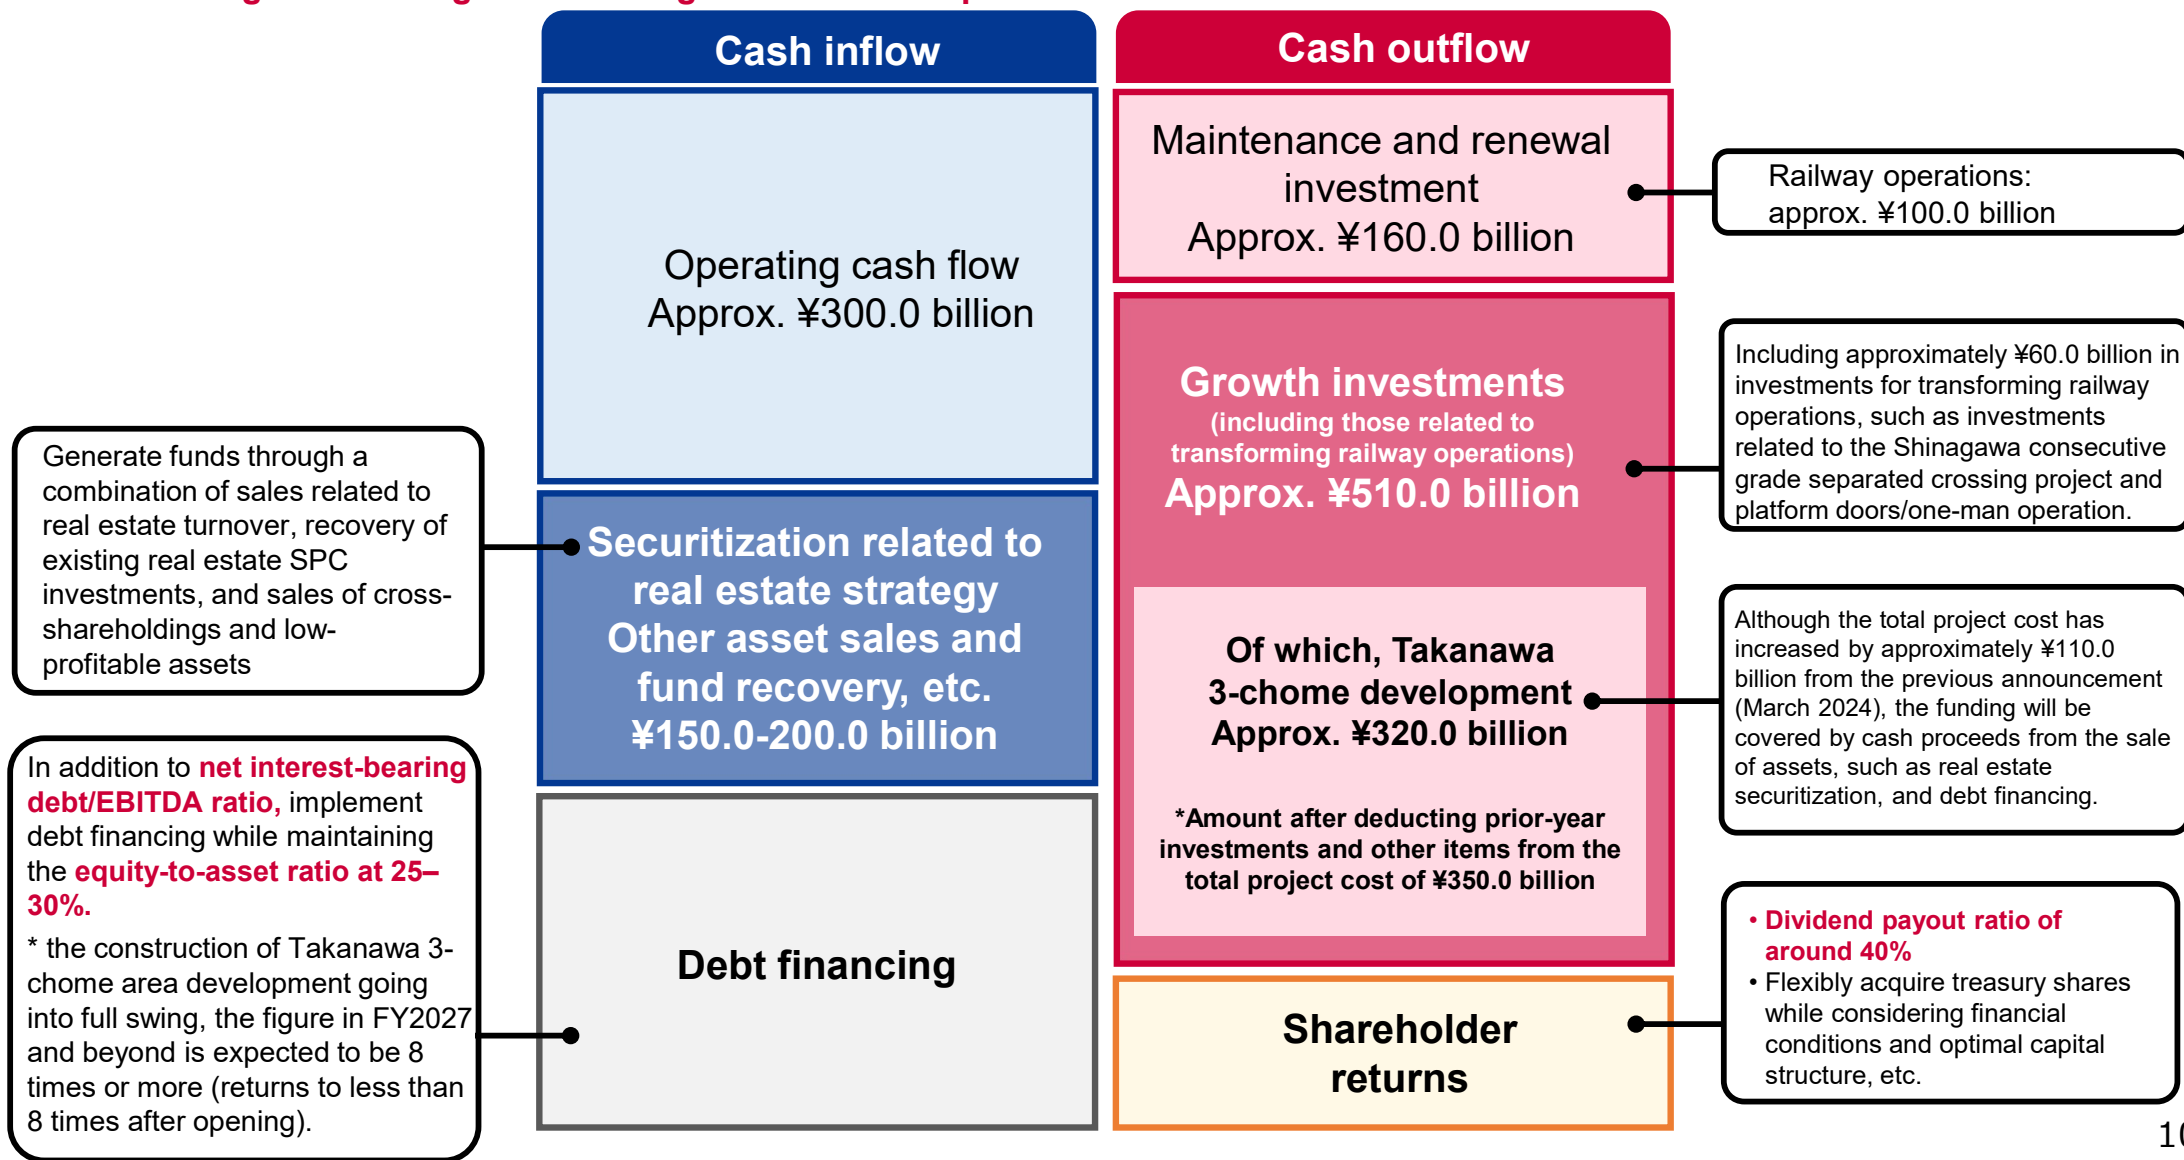 Cash inflow
Operating cash flow
Approx. ¥300.0 billion
Generate funds through a
combination of sales related to
real estate turnover, recovery of
existing real estate SPC
investments, and sales of cross-
shareholdings and low-
profitable assets
Securitization related to
real estate strategy
Other asset sales and
fund recovery, etc.
¥150.0-200.0 billion
In addition to net interest-bearing
debt/EBITDA ratio, implement
debt financing while maintaining
the equity-to-asset ratio at 25–
30%.
* the construction of Takanawa 3-
chome area development going
into full swing, the figure in FY2027
and beyond is expected to be 8
times or more (returns to less than
8 times after opening).
Debt financing
Cash outflow
Maintenance and renewal
investment
Approx. ¥160.0 billion
Railway operations:
approx. ¥100.0 billion
Growth investments
(including those related to
transforming railway operations)
Approx. ¥510.0 billion
Including approximately ¥60.0 billion in
investments for transforming railway
operations, such as investments
related to the Shinagawa consecutive
grade separated crossing project and
platform doors/one-man operation.
Of which, Takanawa
3-chome development
Approx. ¥320.0 billion
*Amount after deducting prior-year
investments and other items from the
total project cost of ¥350.0 billion
Although the total project cost has
increased by approximately ¥110.0
billion from the previous announcement
(March 2024), the funding will be
covered by cash proceeds from the sale
of assets, such as real estate
securitization, and debt financing.
Shareholder
returns
• Dividend payout ratio of
around 40%
• Flexibly acquire treasury shares
while considering financial
conditions and optimal capital
structure, etc.